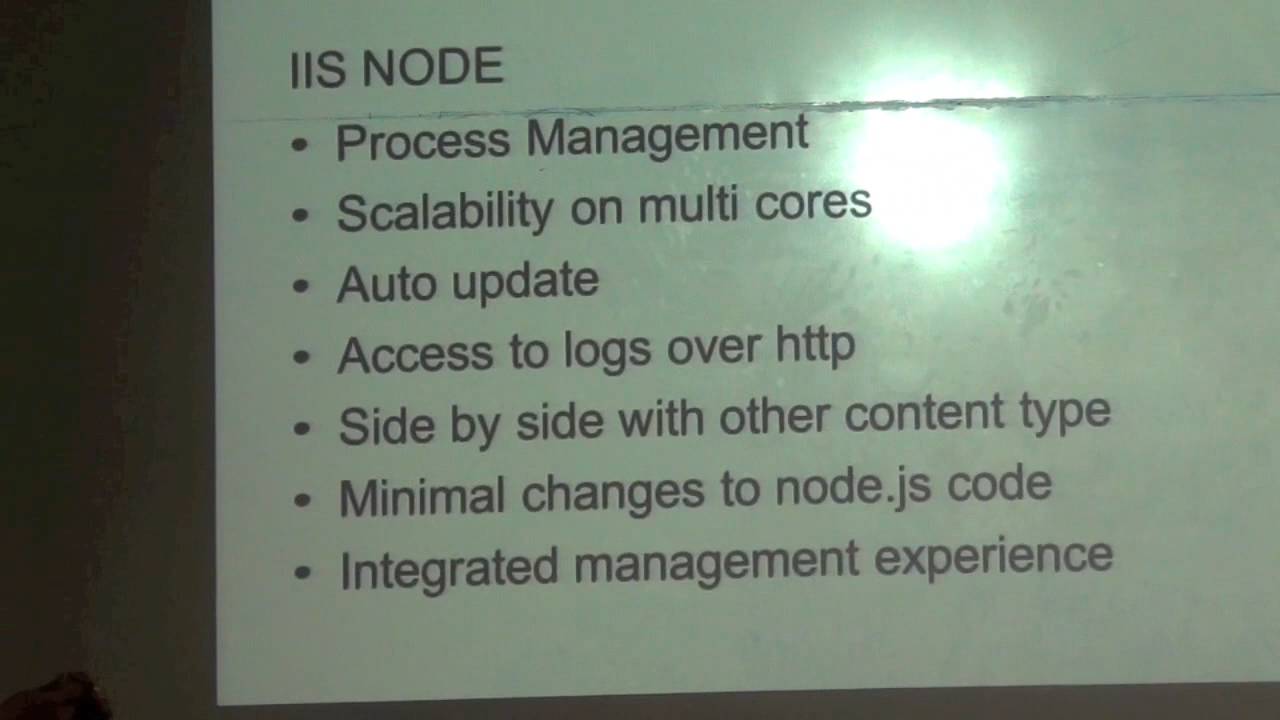 IIS NODE
• Process Management
• Scalability on multi cores
• Auto update
• Access to logs over http
• Side by side with other content type
• Minimal changes to node.js code
• Integrated management experience